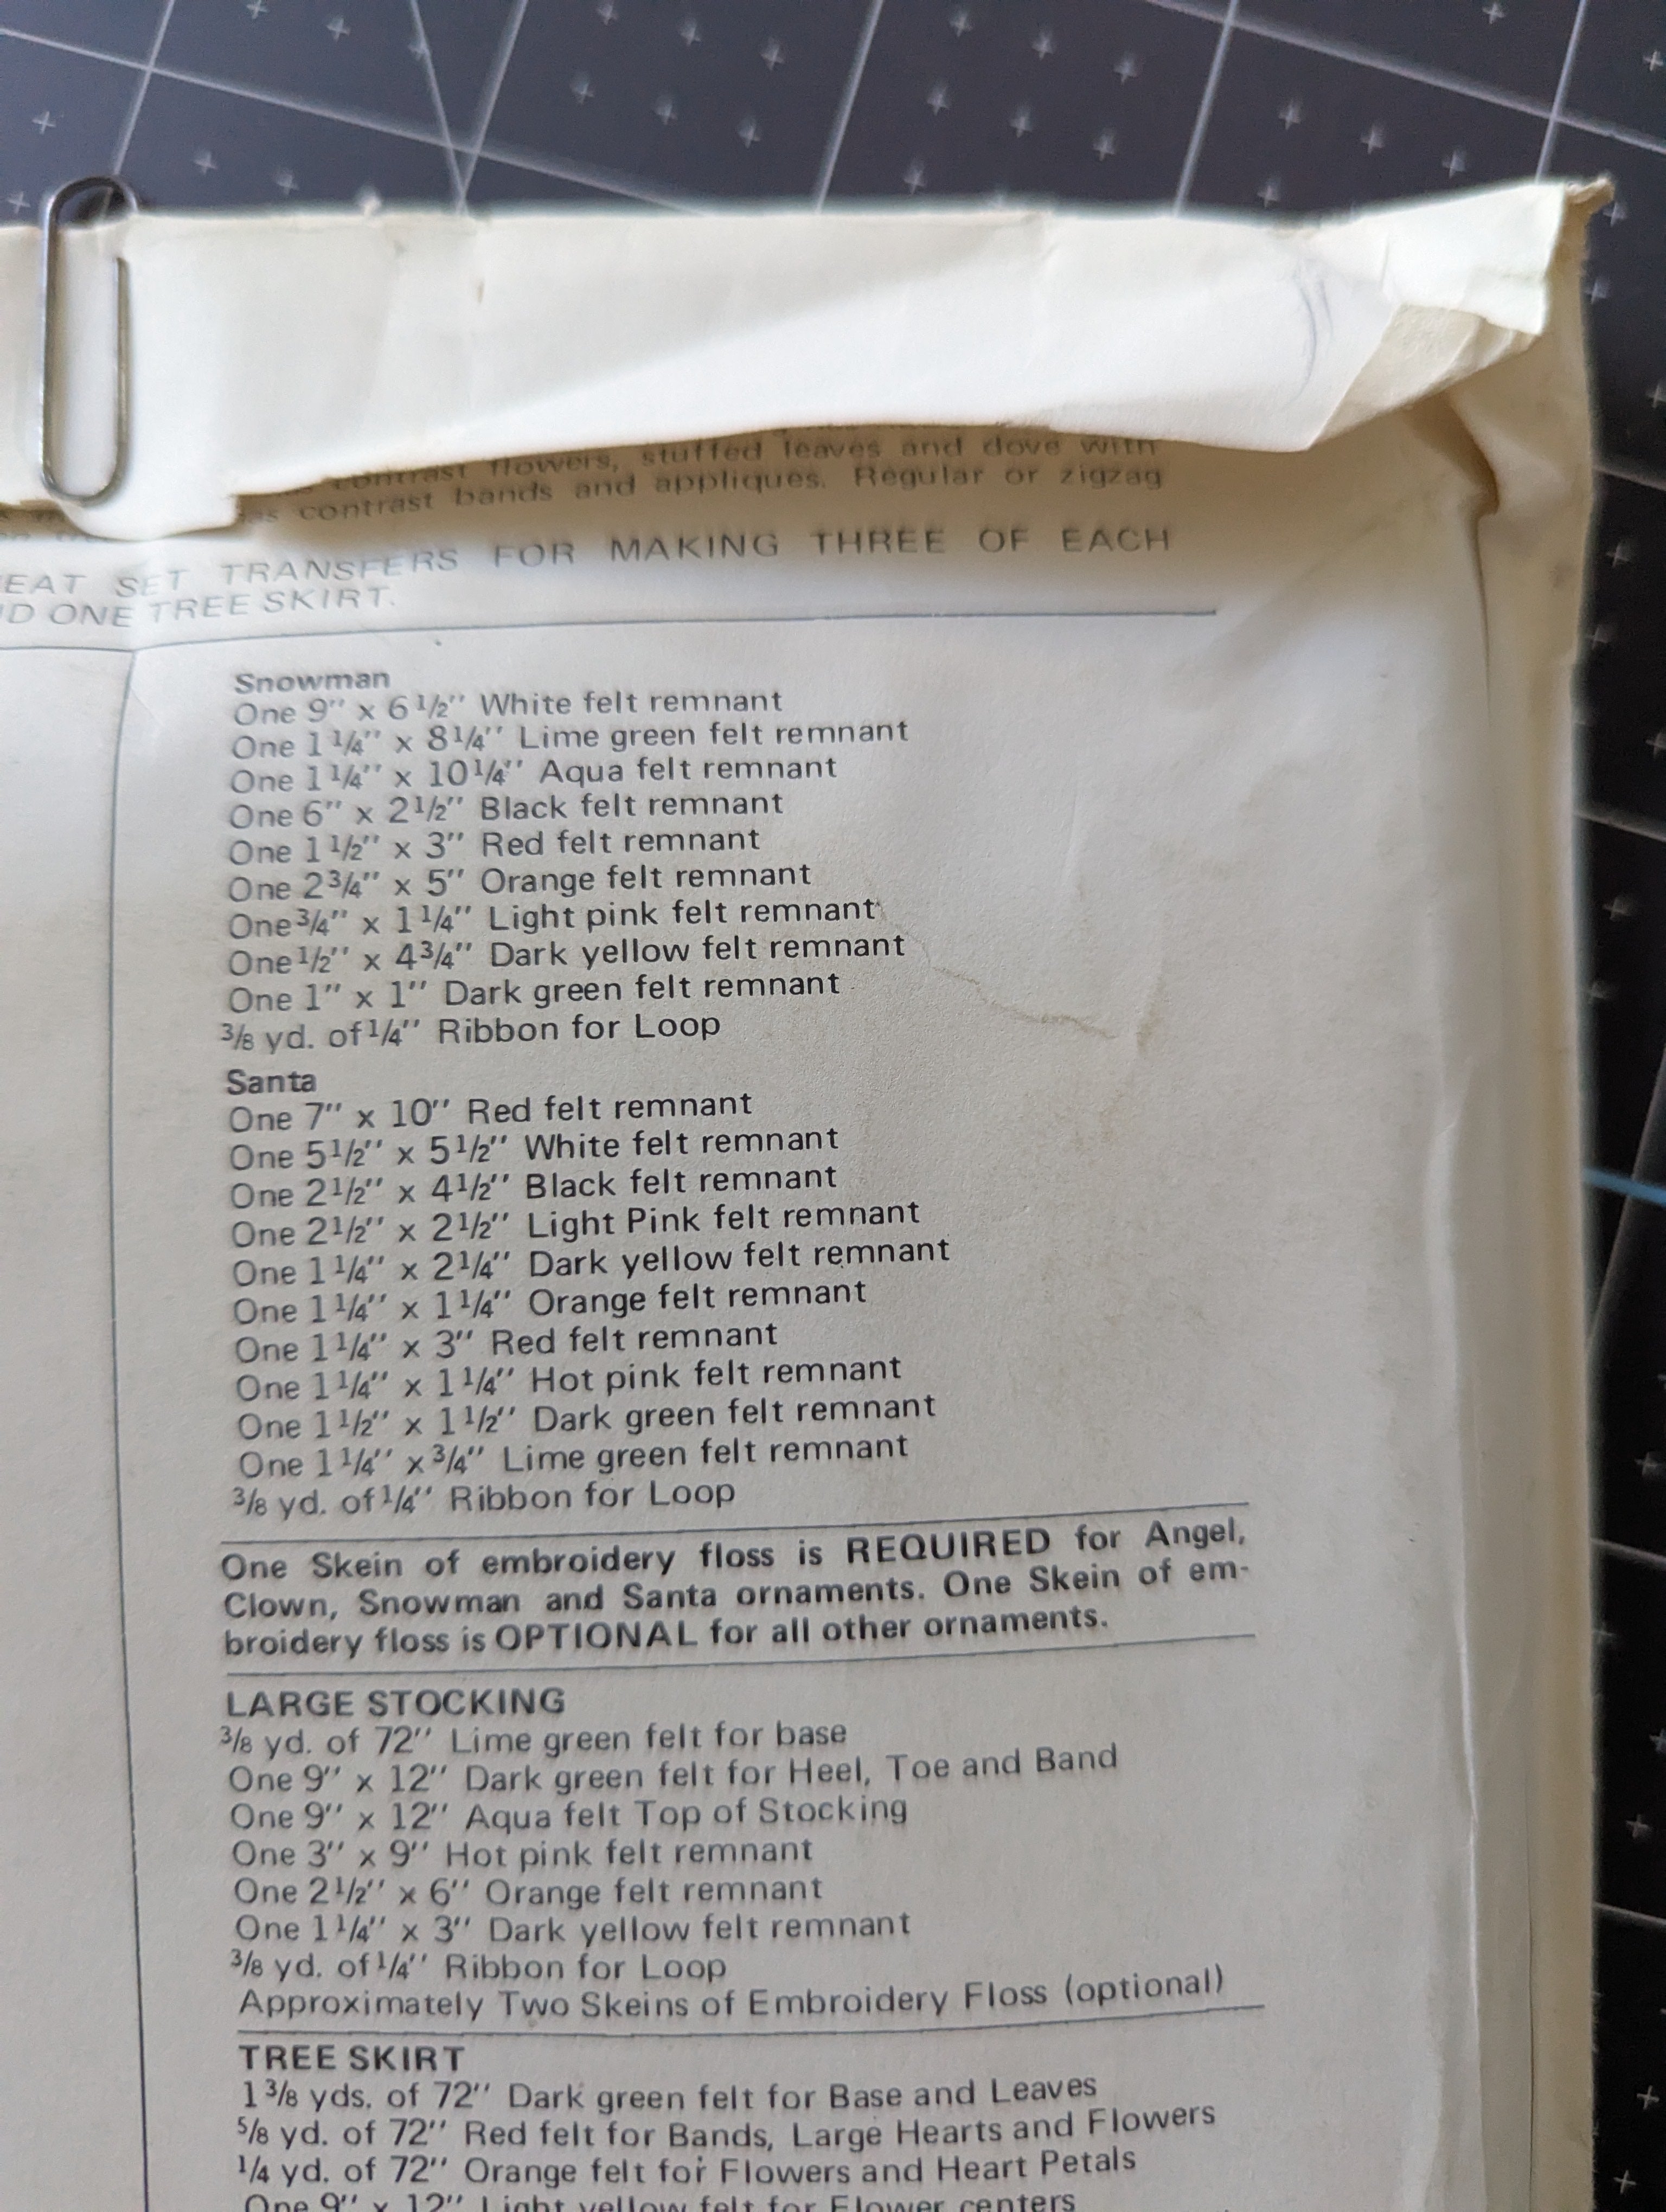 contrast flowers, stuffed leaves and dove with
contrast bands and appliques. Regular or zigzag
EAT SET TRANSFERS FOR MAKING THREE OF EACH
D ONE TREE SKIRT.
Snowman
One 9" x 6 1/2" White felt remnant
One 1 1/4" x 8 1/4" Lime green felt remnant
One 1 1/4" x 10 1/4" Aqua felt remnant
One 6" x 2 1/2" Black felt remnant
One 1 1/2" x 3" Red felt remnant
One 2 3/4" x 5" Orange felt remnant
One 3/4" x 1 1/4" Light pink felt remnant
One 1/2" x 4 3/4" Dark yellow felt remnant
One 1" x 1" Dark green felt remnant
3/8 yd. of 1/4" Ribbon for Loop
Santa
One 7" x 10" Red felt remnant
One 5 1/2" x 5 1/2" White felt remnant
One 2 1/2" x 4 1/2" Black felt remnant
One 2 1/2" x 2 1/2" Light Pink felt remnant
One 1 1/4" x 2 1/4" Dark yellow felt remnant
One 1 1/4" x 1 1/4" Orange felt remnant
One 1 1/4" x 3" Red felt remnant
One 1 1/4" x 1 1/4" Hot pink felt remnant
One 1 1/2" x 1 1/2" Dark green felt remnant
One 1 1/4" x 3/4" Lime green felt remnant
3/8 yd. of 1/4" Ribbon for Loop
One Skein of embroidery floss is REQUIRED for Angel,
Clown, Snowman and Santa ornaments. One Skein of em-
broidery floss is OPTIONAL for all other ornaments.
LARGE STOCKING
3/8 yd. of 72" Lime green felt for base
One 9" x 12" Dark green felt for Heel, Toe and Band
One 9" x 12" Aqua felt Top of Stocking
One 3" x 9" Hot pink felt remnant
One 2 1/2" x 6" Orange felt remnant
One 1 1/4" x 3" Dark yellow felt remnant
3/8 yd. of 1/4" Ribbon for Loop
Approximately Two Skeins of Embroidery Floss (optional)
TREE SKIRT
1 3/8 yds. of 72" Dark green felt for Base and Leaves
5/8 yd. of 72" Red felt for Bands, Large Hearts and Flowers
1/4 yd. of 72" Orange felt for Flowers and Heart Petals
One 9" x 12" Light yellow felt for Flower centers